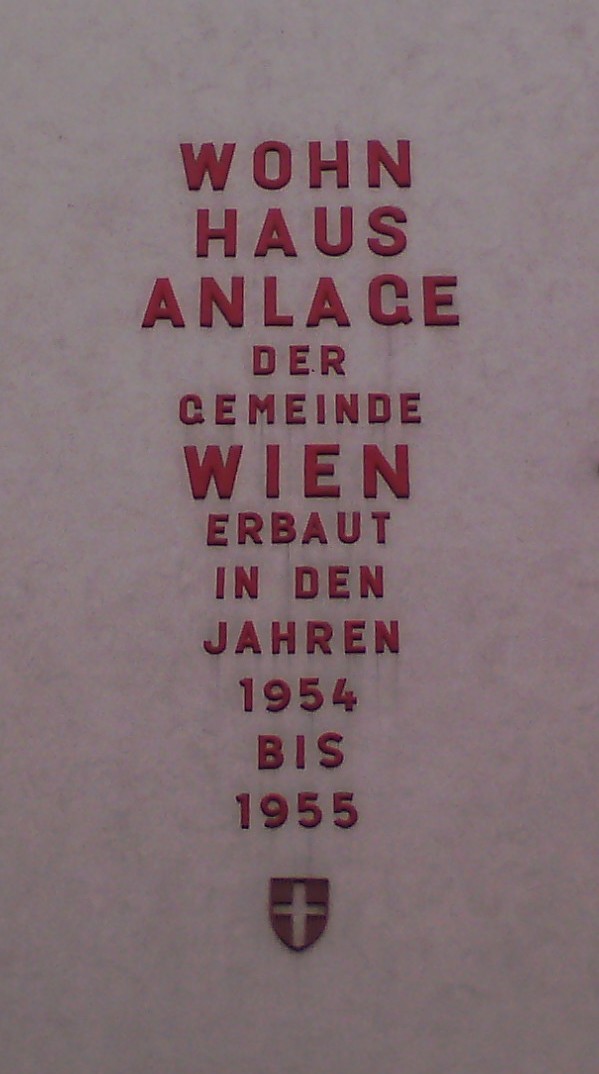 WOHN
HAUS
ANLAGE
DER
GEMEINDE
WIEN
ERBAUT
IN DEN
JAHREN
1954
BIS
1955